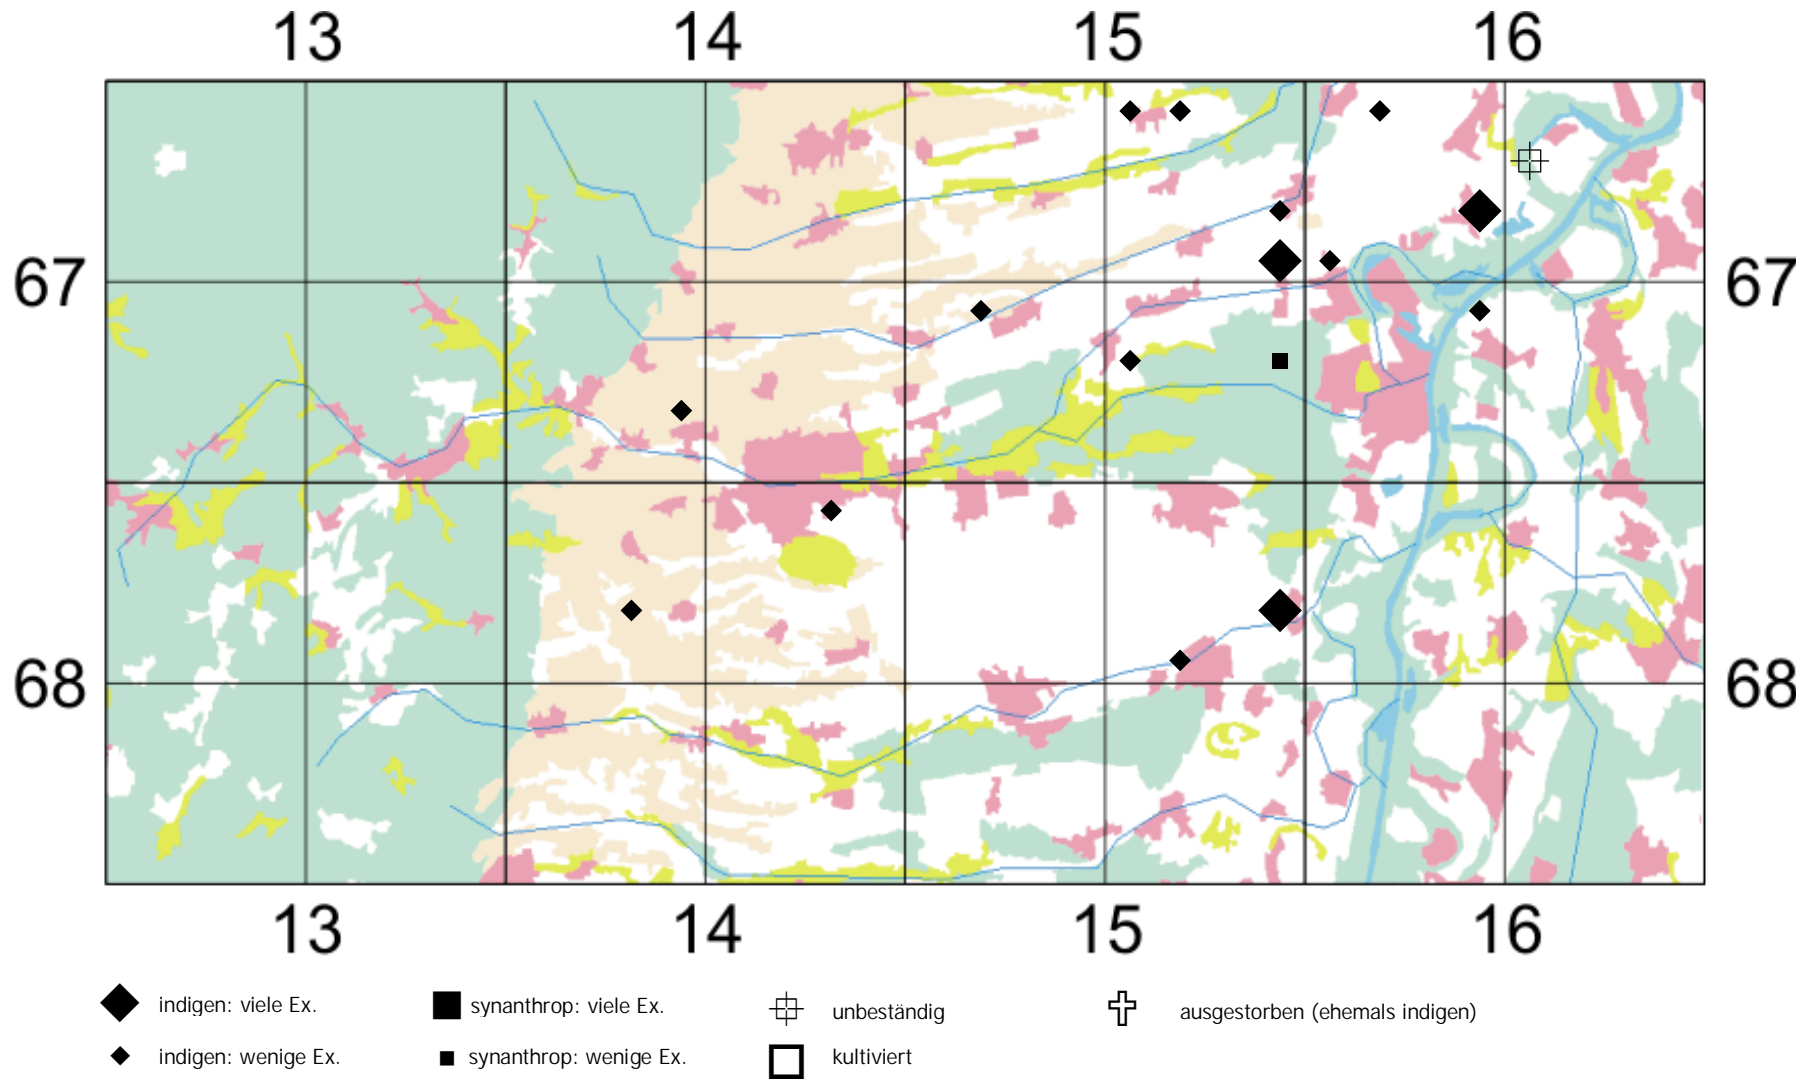 13 14 15 16
67 67
68 68
13 14 15 16
indigen: viele Ex. synanthrop: viele Ex. unbeständig ausgestorben (ehemals indigen)
indigen: wenige Ex. synanthrop: wenige Ex. kultiviert